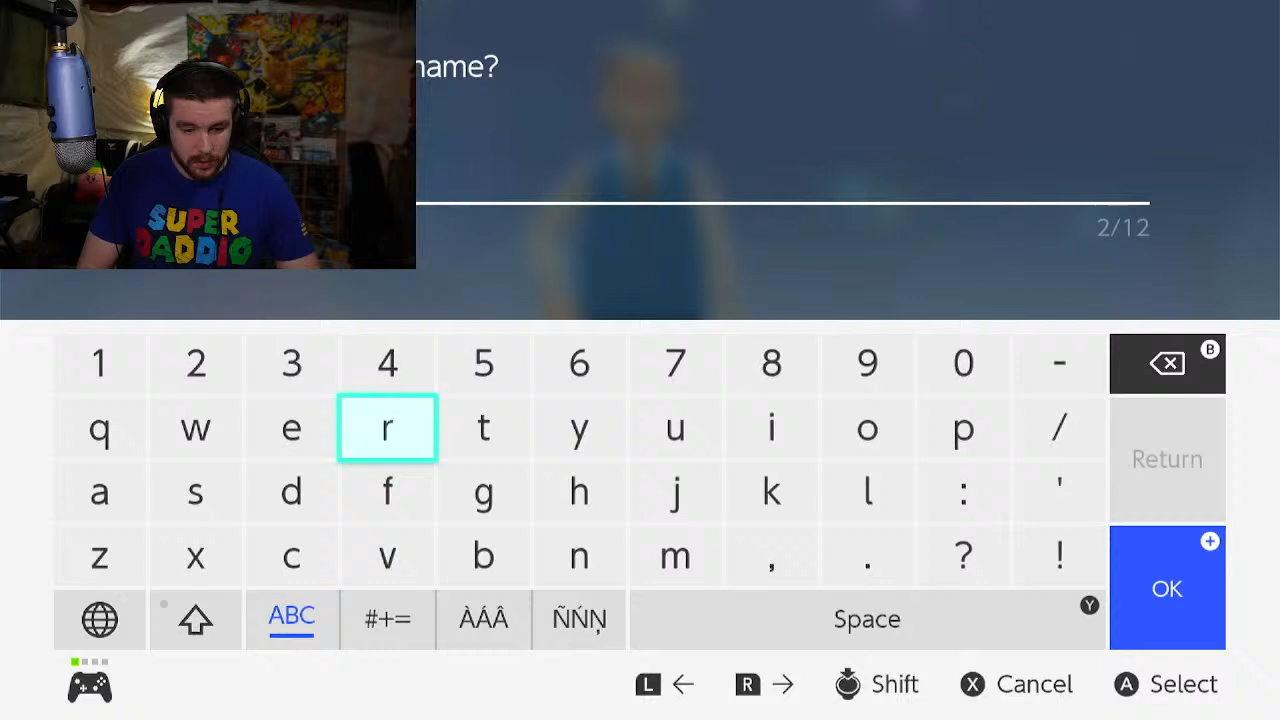 name?
SUPER
DADDIO
2/12
1 2 3 4 5 6 7 8 9 0 - B
q w e r t y u i o p /
Return
a s d f g h j k l : '
z x c v b n m , . ? ! +
OK
ABC #+= ÀÁÂ ÑŃŅ Space Y
L ← R → Shift X Cancel A Select